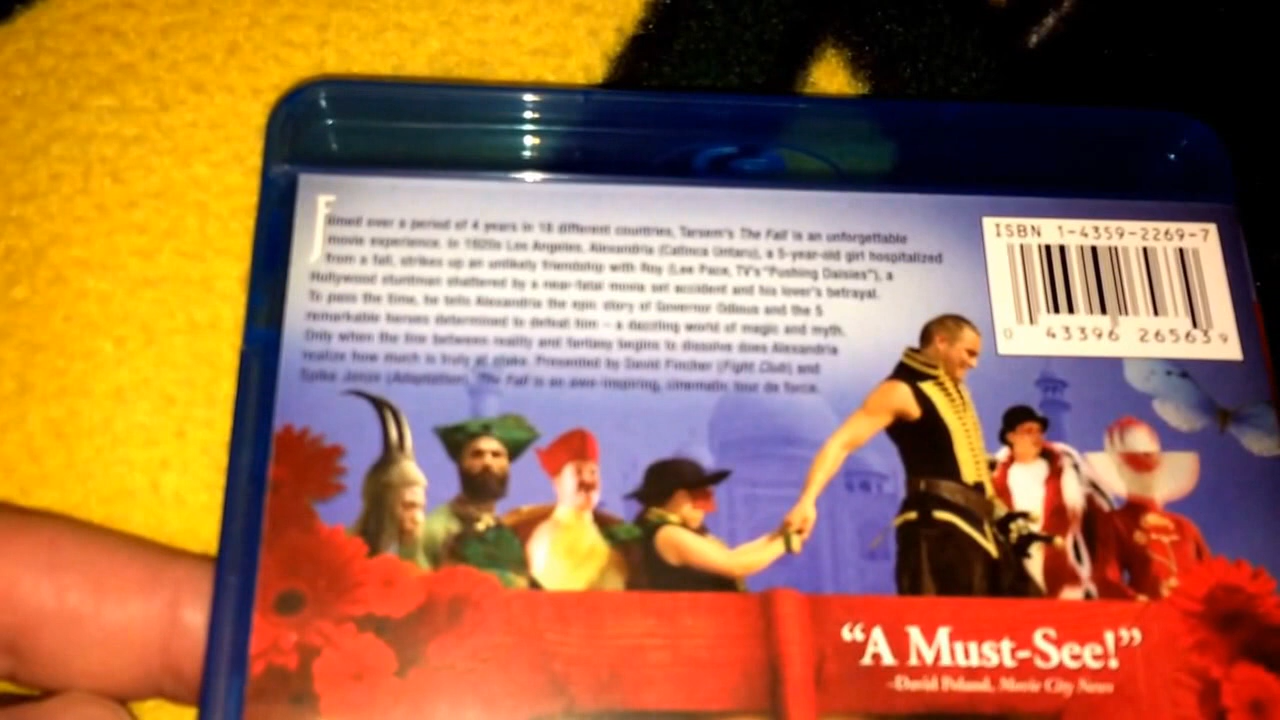 Filmed over a period of 4 years in 18 different countries, Tarsem's The Fall is an unforgettable
movie experience. In 1920s Los Angeles, Alexandria (Catinca Untaru), a 5-year-old girl hospitalized
from a fall, strikes up an unlikely friendship with Roy (Lee Pace, TV's "Pushing Daisies"), a
Hollywood stuntman shattered by a near-fatal movie set accident and his lover's betrayal.
To pass the time, he tells Alexandria the epic story of Governor Odious and the 5
remarkable heroes determined to defeat him – a dazzling world of magic and myth.
Only when the line between reality and fantasy begins to dissolve does Alexandria
realize how much is truly at stake. Presented by David Fincher (Fight Club) and
Spike Jonze (Adaptation), The Fall is an awe-inspiring, cinematic tour de force.
ISBN 1-4359-2269-7
0 43396 26563 9
“A Must-See!”
-David Poland, Movie City News